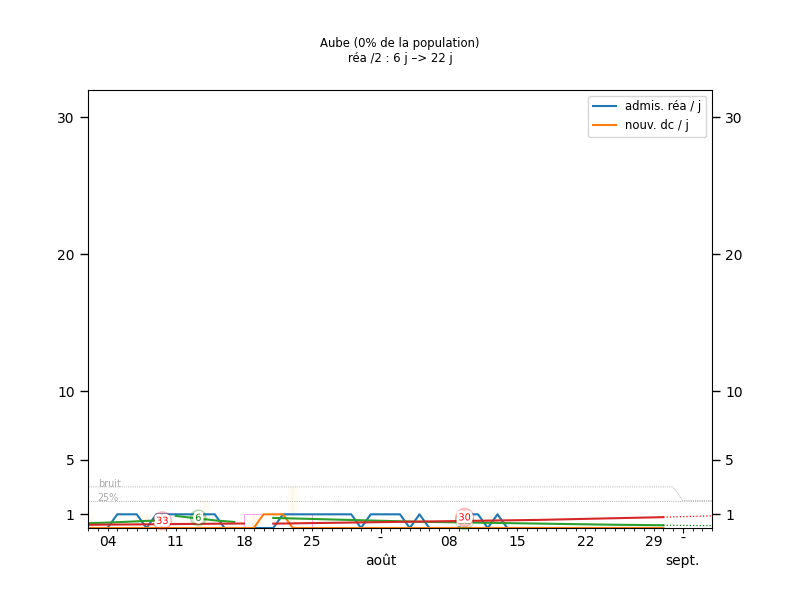 Aube (0% de la population)
réa /2 : 6 j –> 22 j
admis. réa / j
nouv. dc / j
30 30
20 20
10 10
5 5
bruit
25%
1 33 6 30 1
04 11 18 25 - 08 15 22 29 -
août sept.